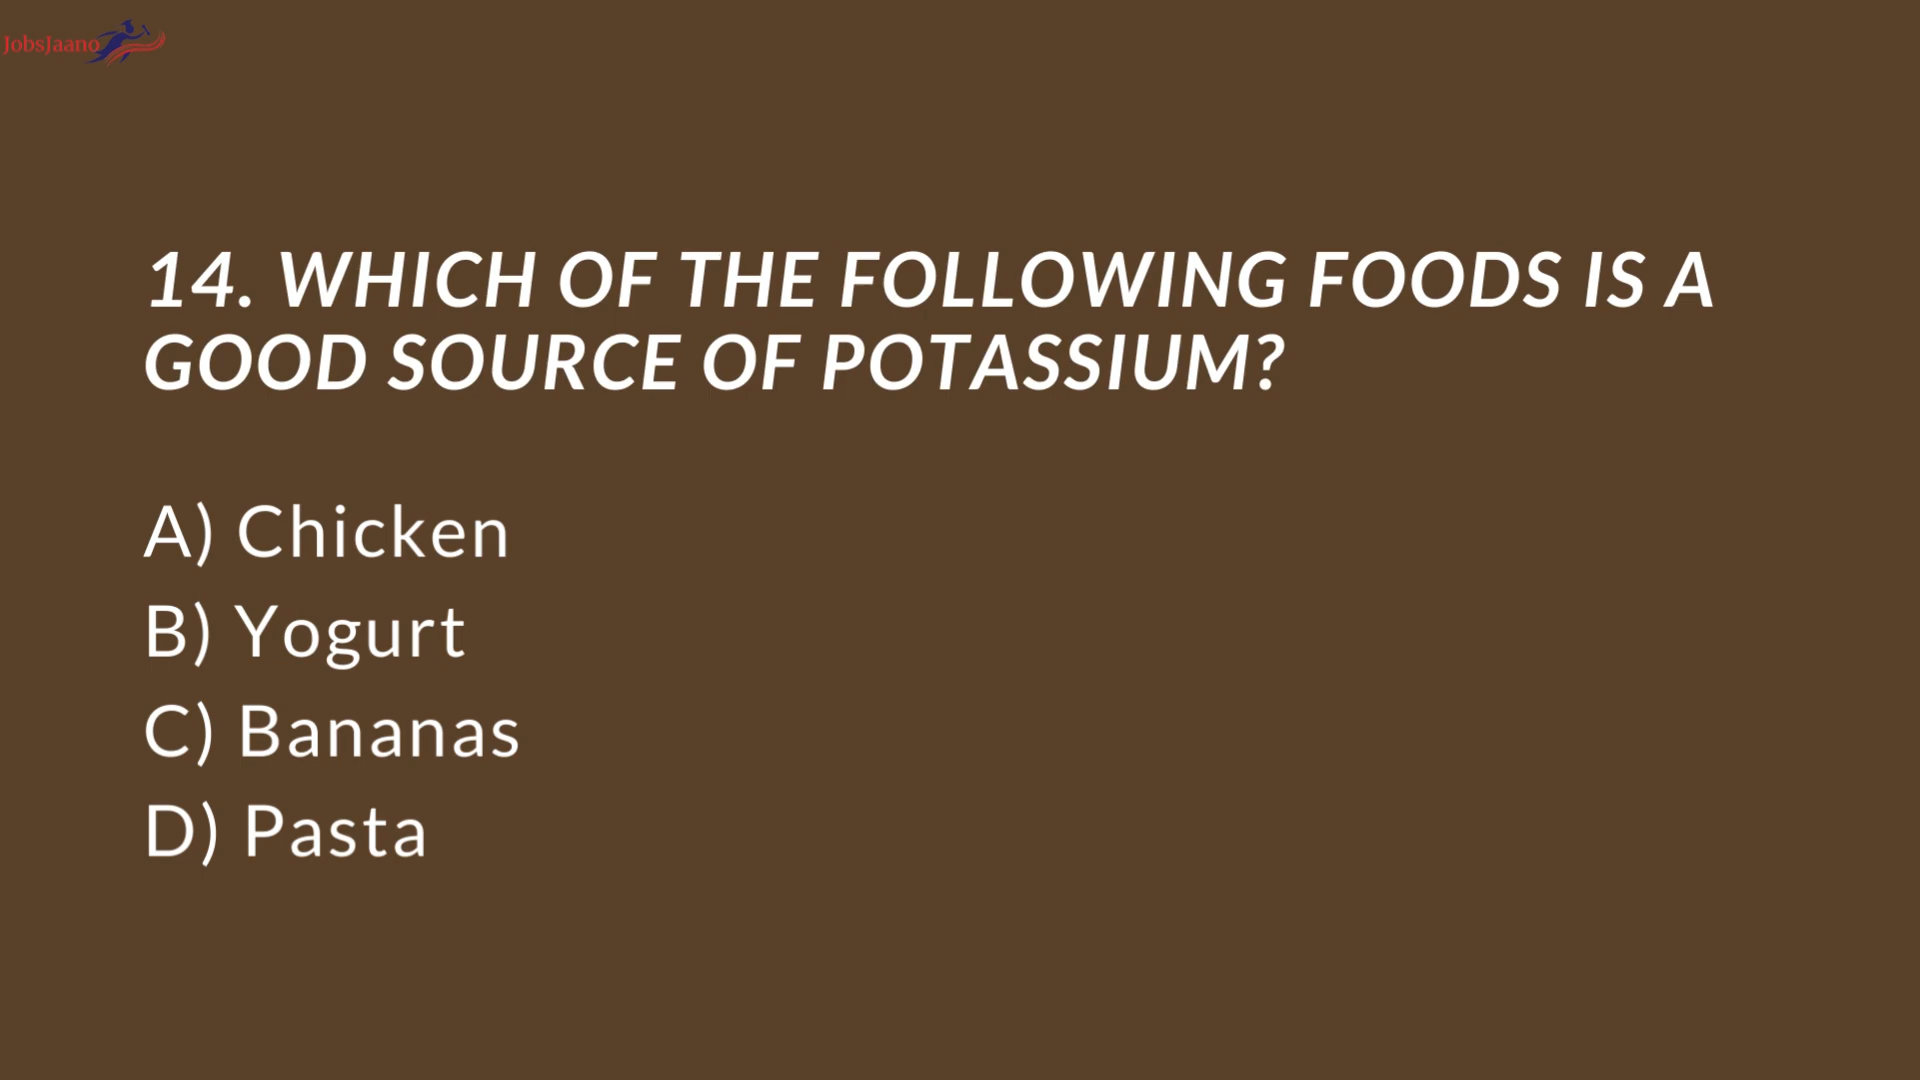 JobsJaano
14. WHICH OF THE FOLLOWING FOODS IS A
GOOD SOURCE OF POTASSIUM?
A) Chicken
B) Yogurt
C) Bananas
D) Pasta